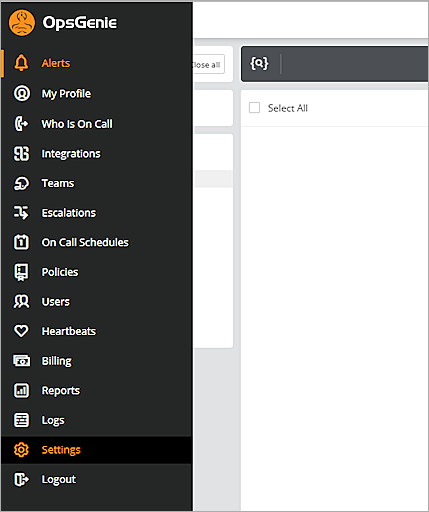 OpsGenie
Alerts
My Profile
Who Is On Call
Integrations
Teams
Escalations
On Call Schedules
Policies
Users
Heartbeats
Billing
Reports
Logs
Settings
Logout
Close all
Select All